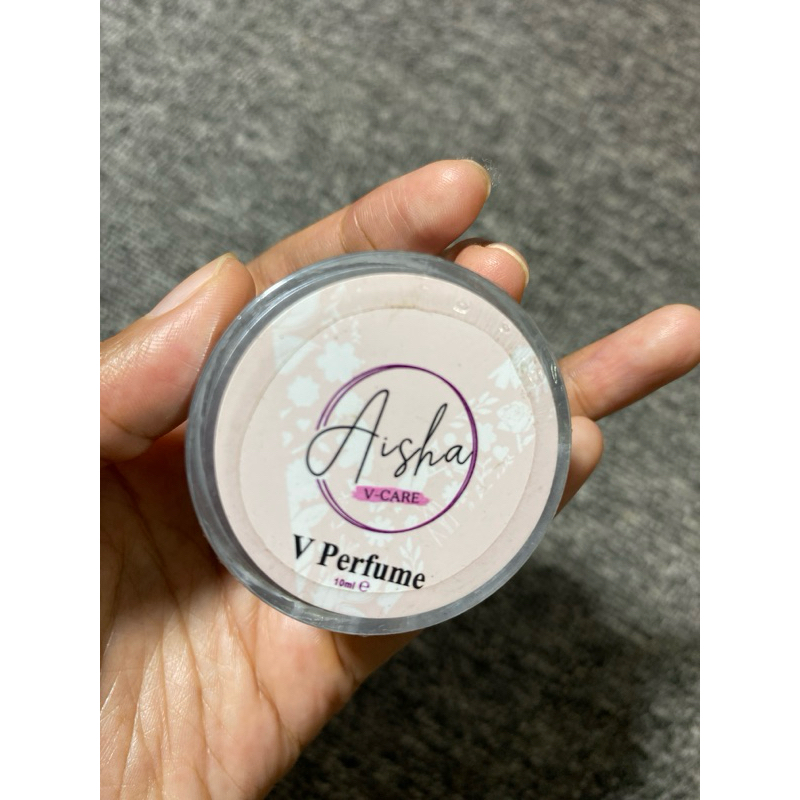 Aisha
V-CARE
V Perfume
10ml ℮